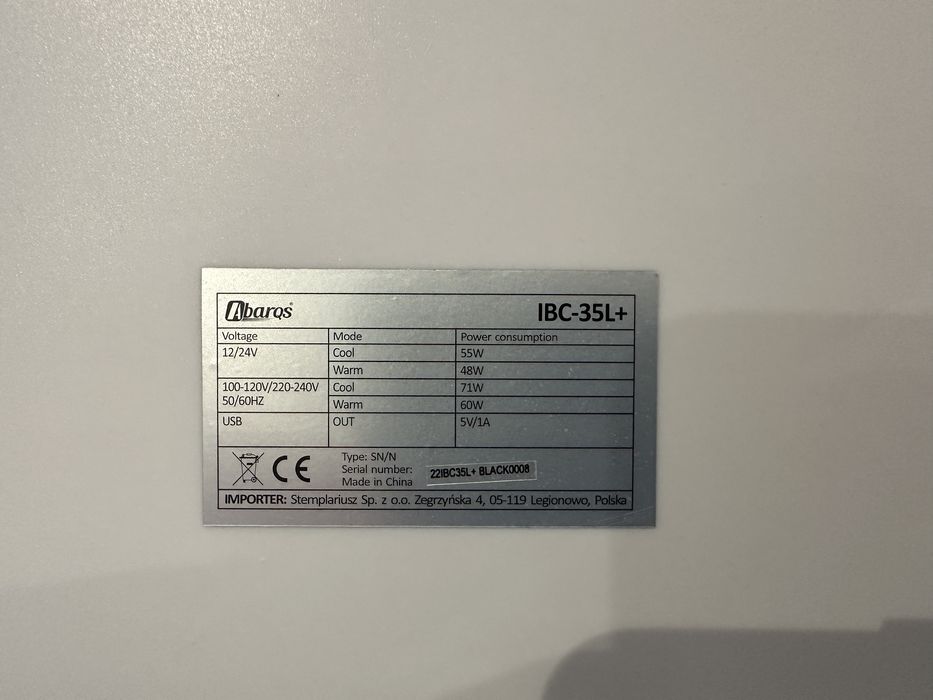 Abarqs® IBC-35L+
Voltage Mode Power consumption
12/24V Cool 55W
Warm 48W
100-120V/220-240V Cool 71W
50/60HZ Warm 60W
USB OUT 5V/1A
Type: SN/N
Serial number: 22IBC35L+ BLACK0008
Made in China
CE
IMPORTER: Stemplariusz Sp. z o.o. Zegrzyńska 4, 05-119 Legionowo, Polska